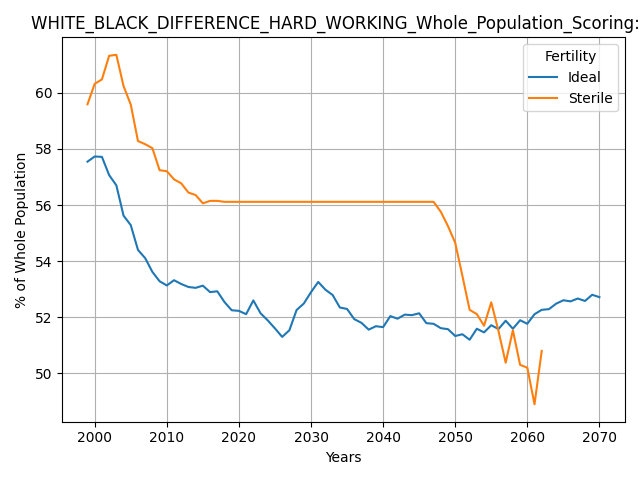 WHITE_BLACK_DIFFERENCE_HARD_WORKING_Whole_Population_Scoring:
Fertility
Ideal
Sterile
% of Whole Population
60
58
56
54
52
50
2000 2010 2020 2030 2040 2050 2060 2070
Years